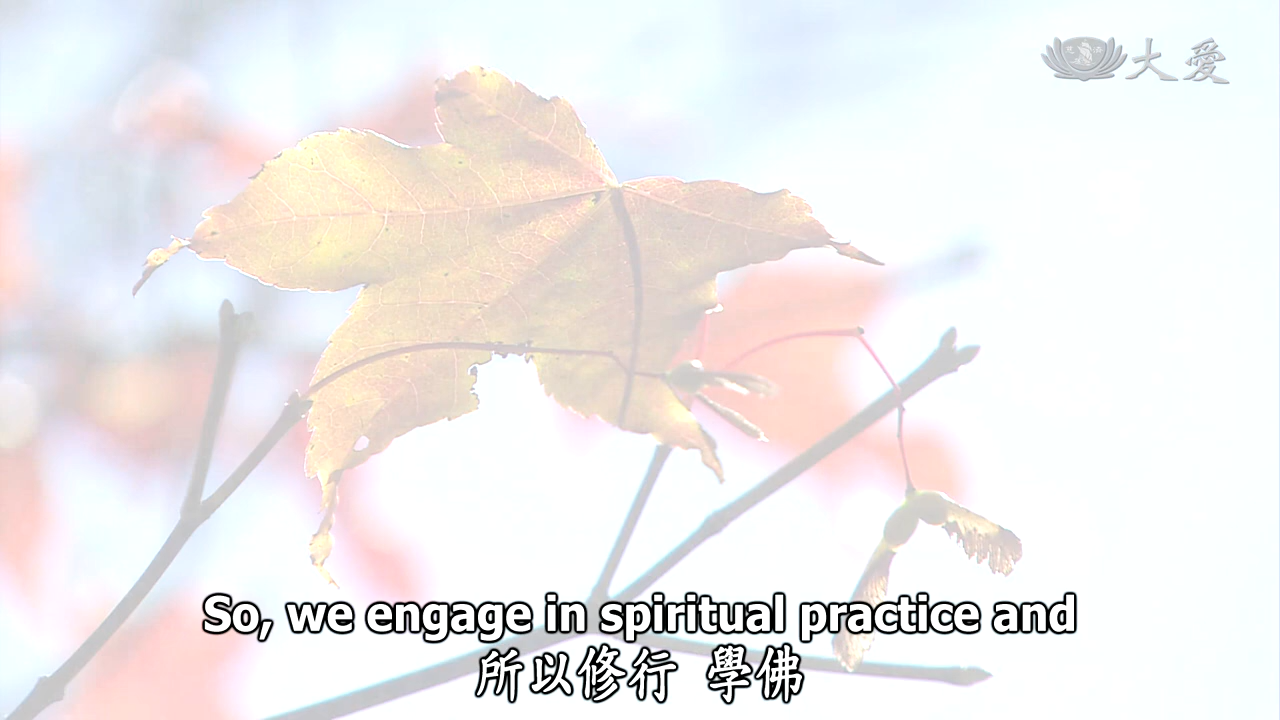 大愛
So, we engage in spiritual practice and
所以修行 學佛